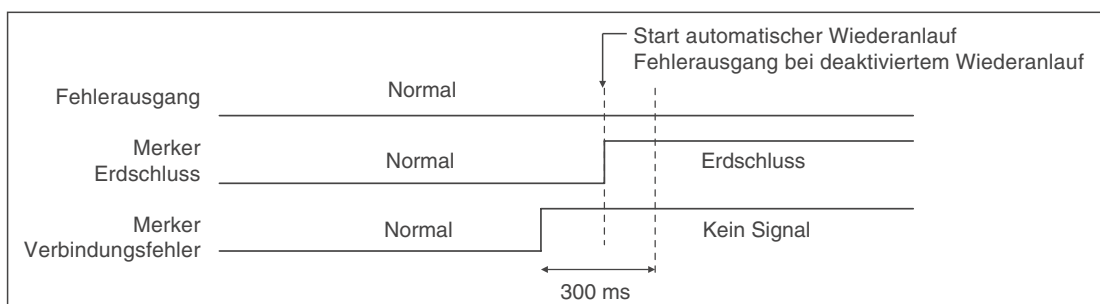 Start automatischer Wiederanlauf
Fehlerausgang bei deaktiviertem Wiederanlauf
Fehlerausgang
Normal
Merker
Erdschluss
Normal
Erdschluss
Merker
Verbindungsfehler
Normal
Kein Signal
300 ms